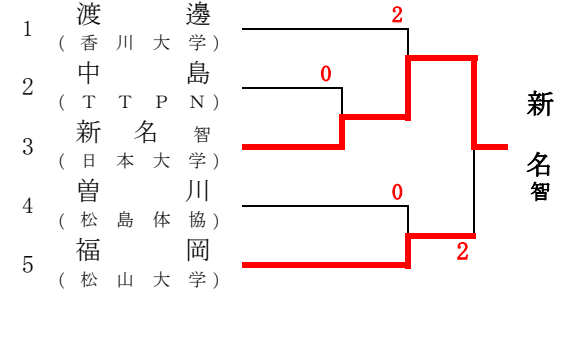 1 渡邊
(香川大学)
2
2 中島
(TTPN)
0
3 新名智
(日本大学)
新名智
4 曽川
(松島体協)
0
5 福岡
(松山大学)
2